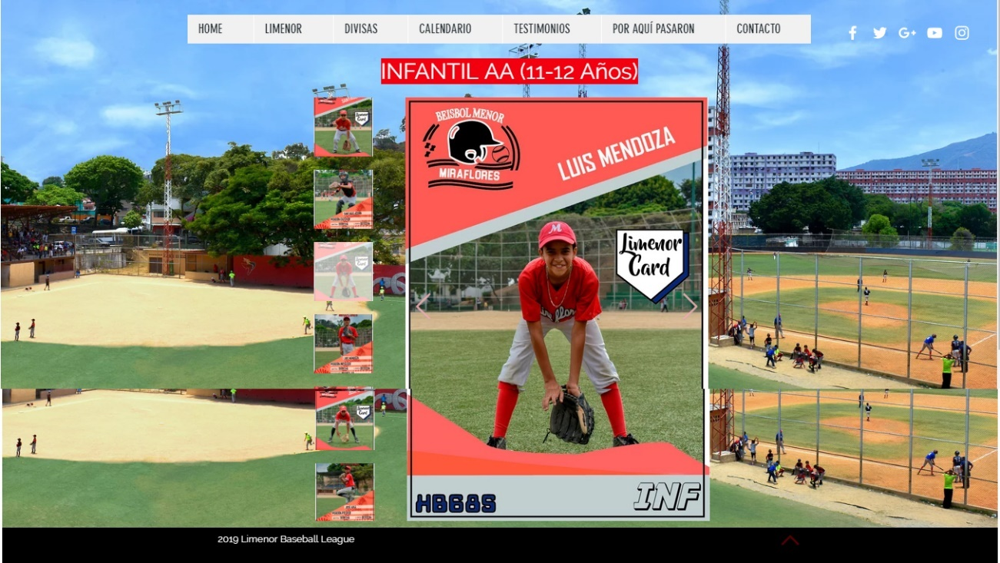 HOME LIMENOR DIVISAS CALENDARIO TESTIMONIOS POR AQUÍ PASARON CONTACTO
INFANTIL AA (11-12 Años)
BEISBOL MENOR
MIRAFLORES
LUIS MENDOZA
M
Limenor
Card
Miraflores
HB68S
INF
2019 Limenor Baseball League